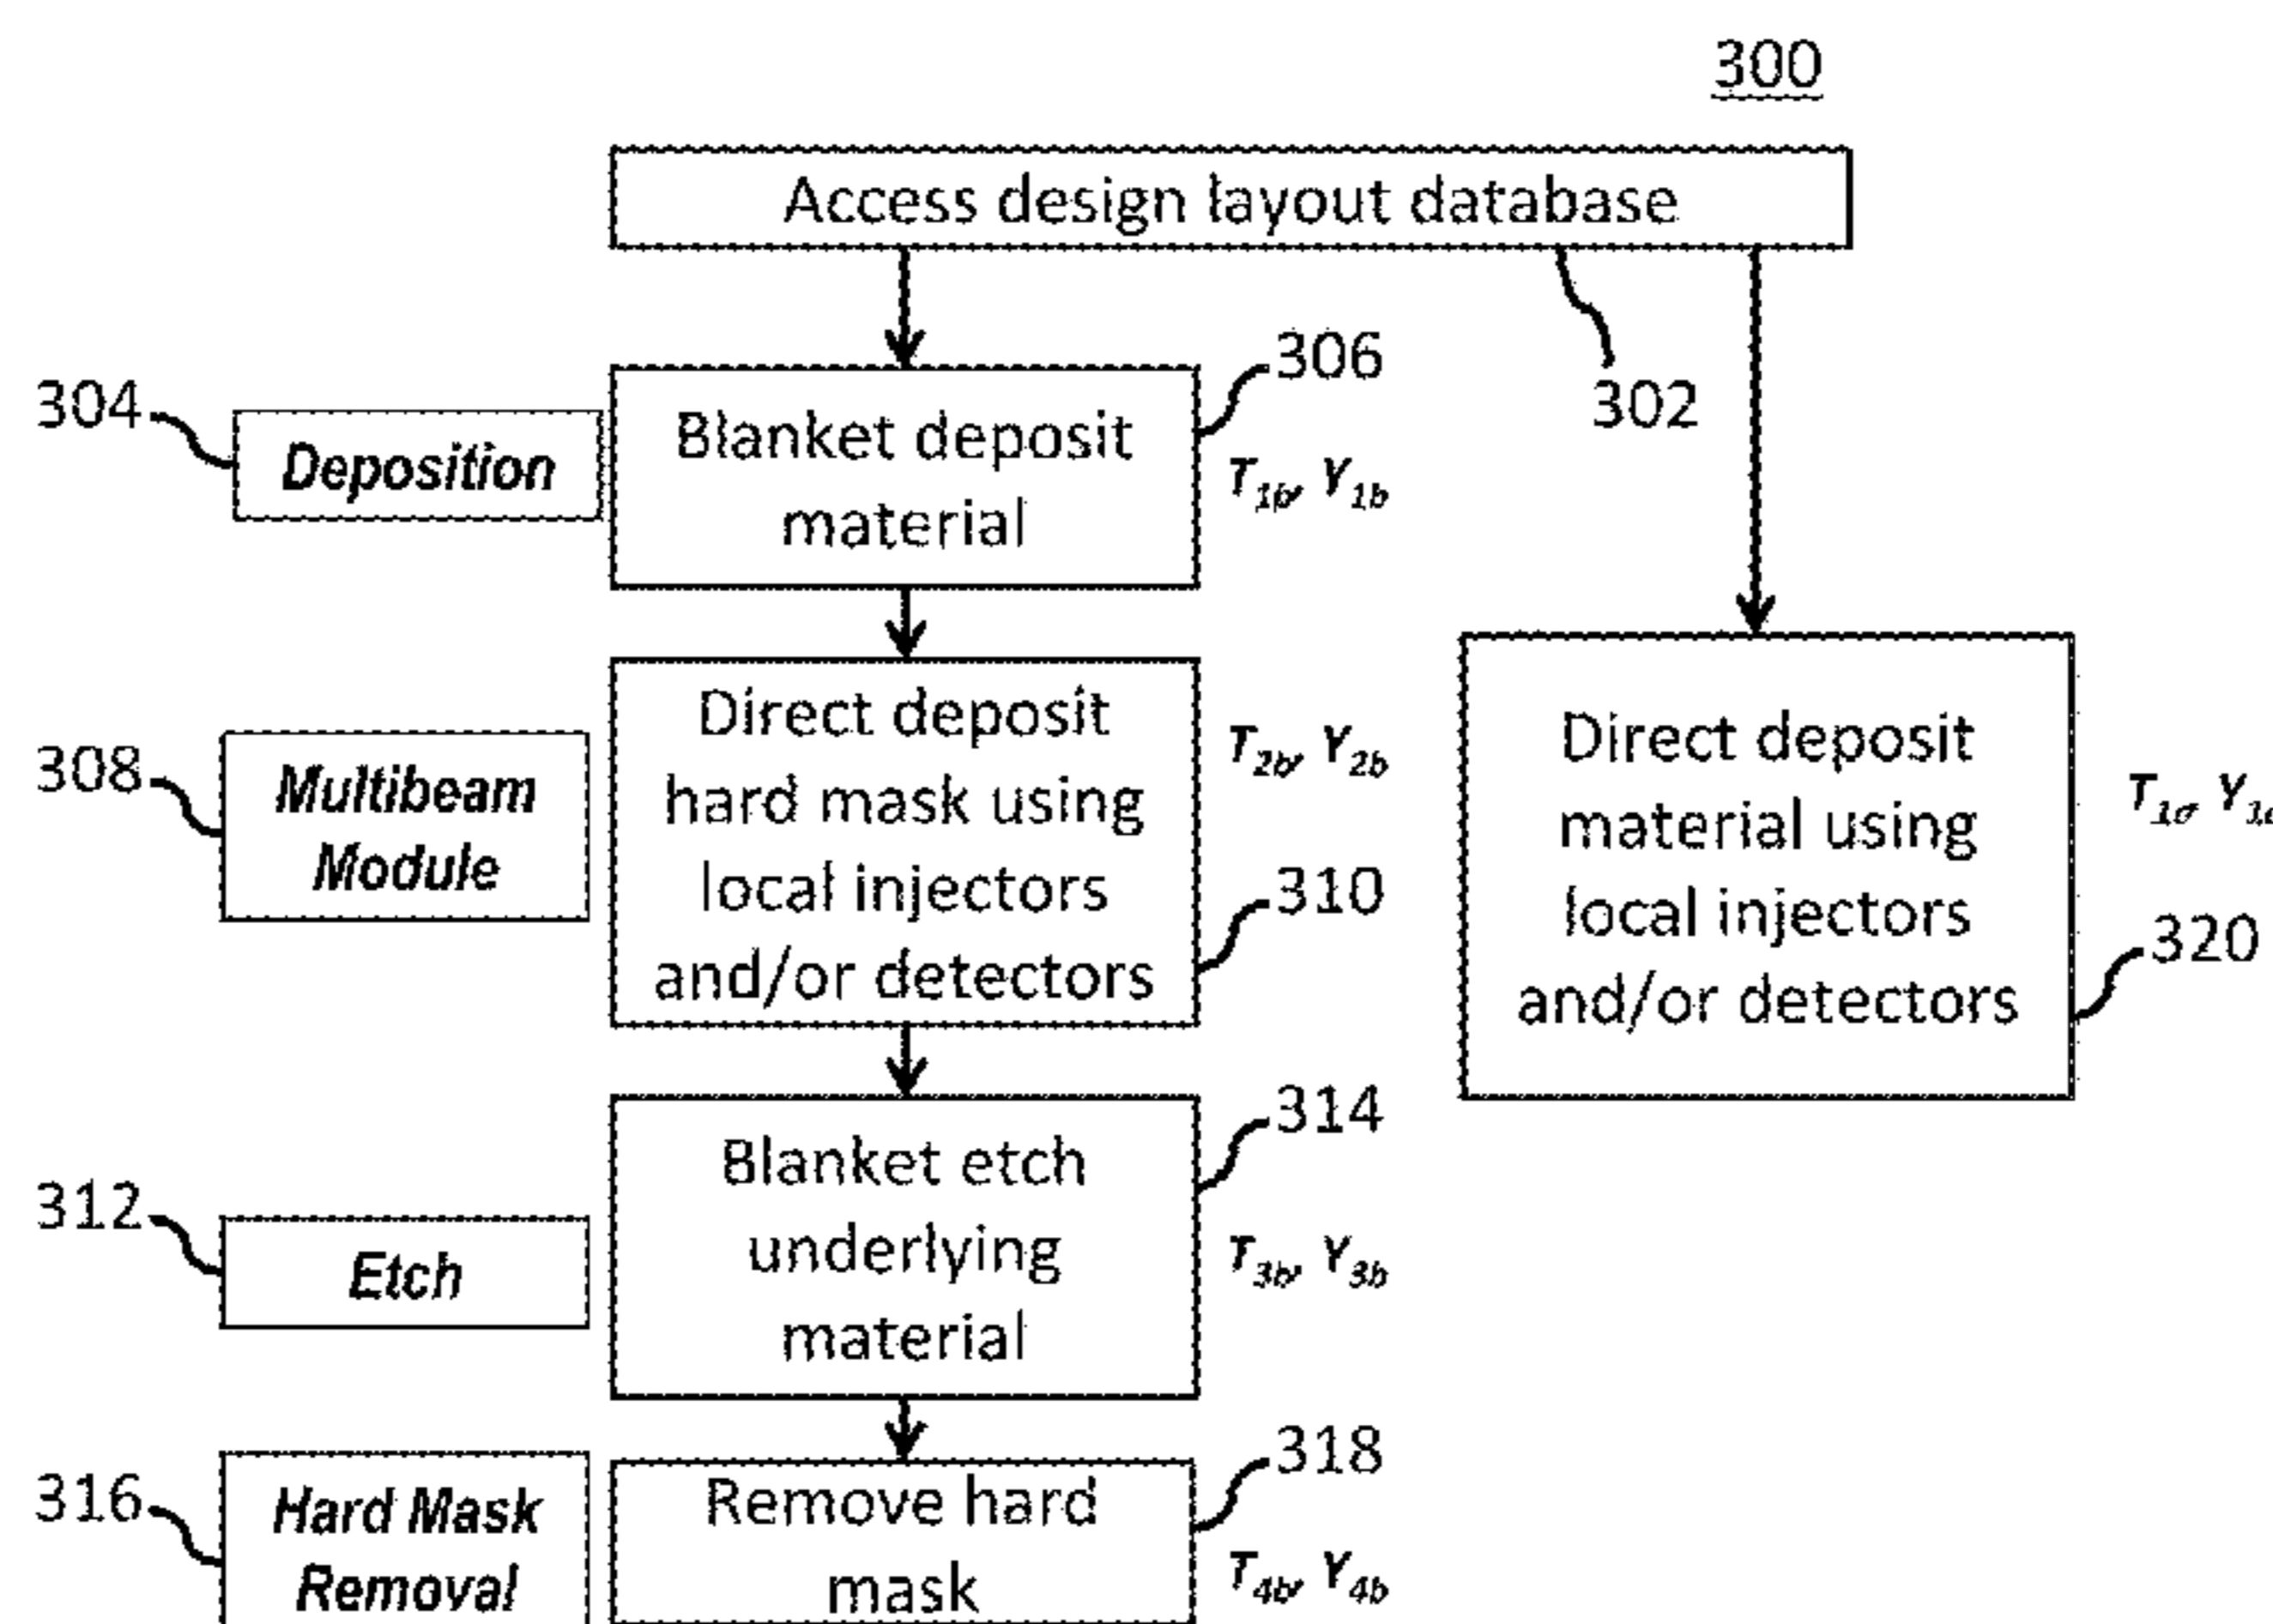 300
Access design layout database
302
304
Deposition
Blanket deposit
material
306
T1b, Y1b
308
Multibeam
Module
Direct deposit
hard mask using
local injectors
and/or detectors
T2b, Y2b
310
Direct deposit
material using
local injectors
and/or detectors
320
312
Etch
Blanket etch
underlying
material
314
T3b, Y3b
316
Hard Mask
Removal
Remove hard
mask
318
T4b, Y4b